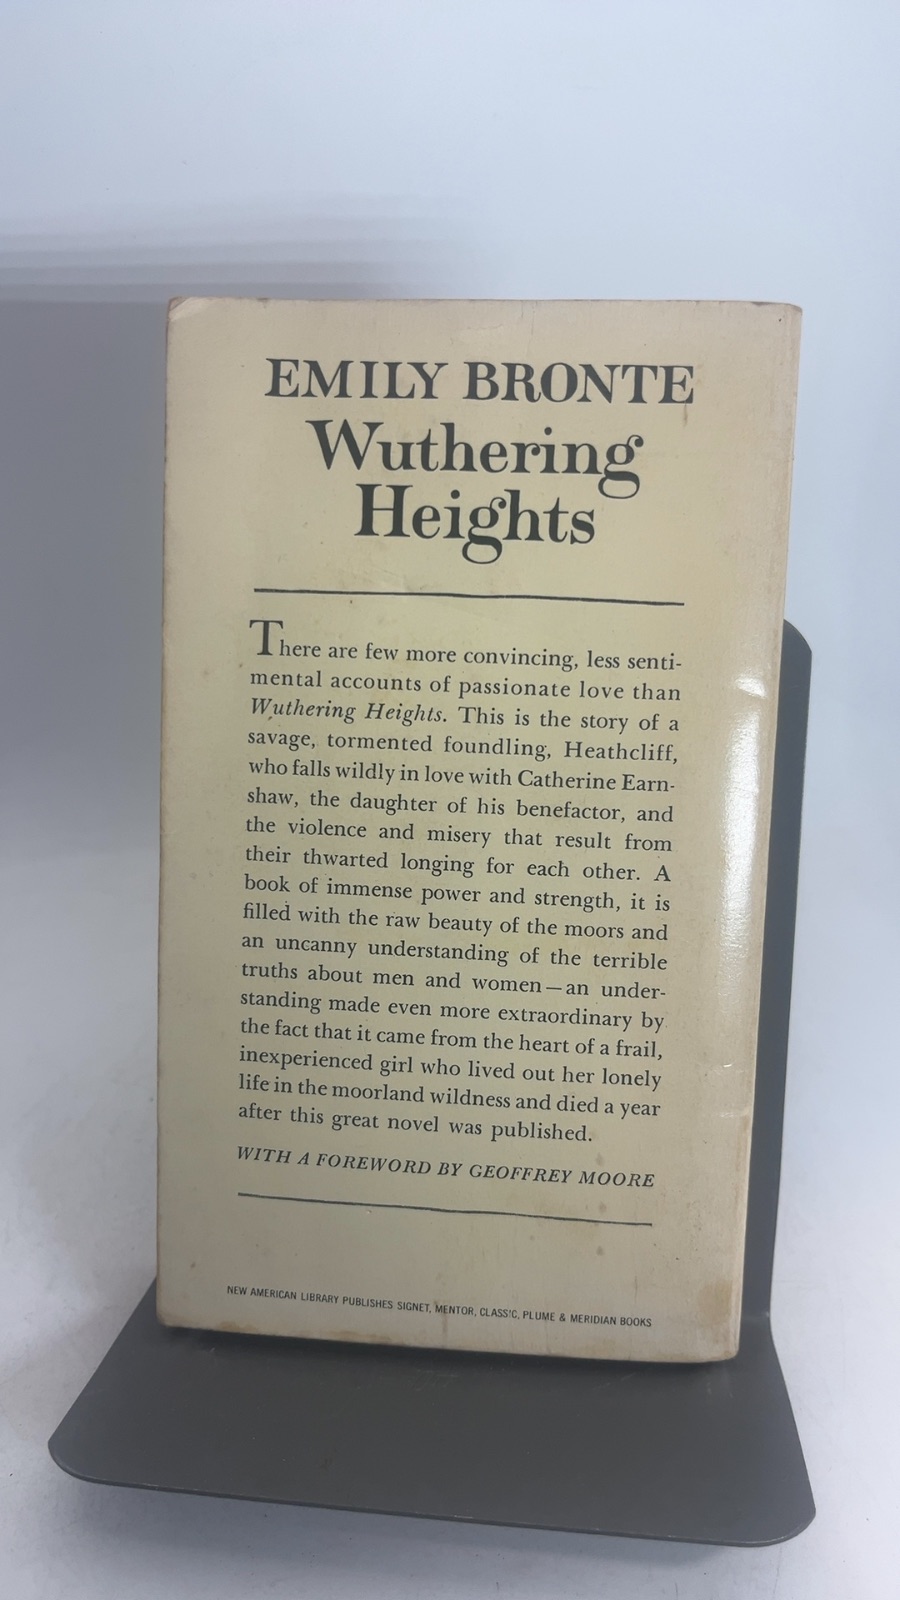 EMILY BRONTE
Wuthering
Heights
There are few more convincing, less senti-
mental accounts of passionate love than
Wuthering Heights. This is the story of a
savage, tormented foundling, Heathcliff,
who falls wildly in love with Catherine Earn-
shaw, the daughter of his benefactor, and
the violence and misery that result from
their thwarted longing for each other. A
book of immense power and strength, it is
filled with the raw beauty of the moors and
an uncanny understanding of the terrible
truths about men and women—an under-
standing made even more extraordinary by
the fact that it came from the heart of a frail,
inexperienced girl who lived out her lonely
life in the moorland wildness and died a year
after this great novel was published.
WITH A FOREWORD BY GEOFFREY MOORE
NEW AMERICAN LIBRARY PUBLISHES SIGNET, MENTOR, CLASSIC, PLUME & MERIDIAN BOOKS